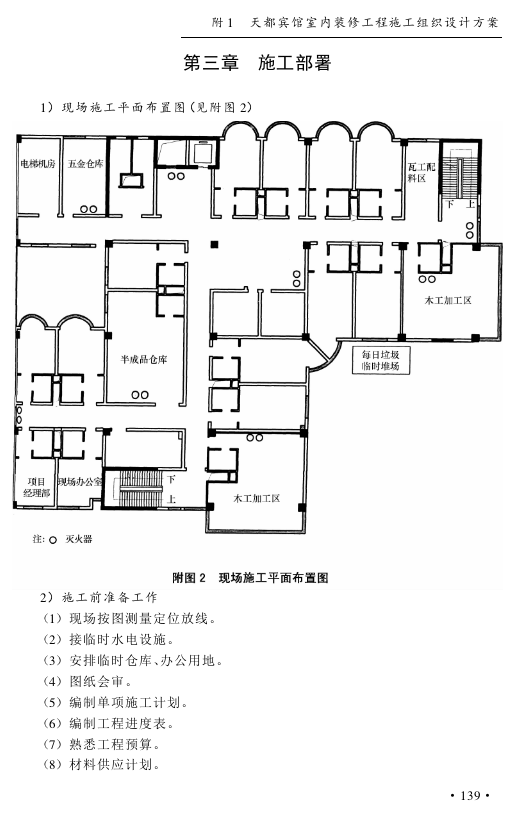 附1 天都宾馆室内装修工程施工组织设计方案
第三章 施工部署
1）现场施工平面布置图（见附图2）
电梯机房
五金仓库
瓦工配
料区
下 上
木工加工区
半成品仓库
每日垃圾
临时堆场
项目
经理部
现场办公室
下
上
木工加工区
注: 灭火器
附图 2 现场施工平面布置图
2）施工前准备工作
（1）现场按图测量定位放线。
（2）接临时水电设施。
（3）安排临时仓库、办公用地。
（4）图纸会审。
（5）编制单项施工计划。
（6）编制工程进度表。
（7）熟悉工程预算。
（8）材料供应计划。
·139·